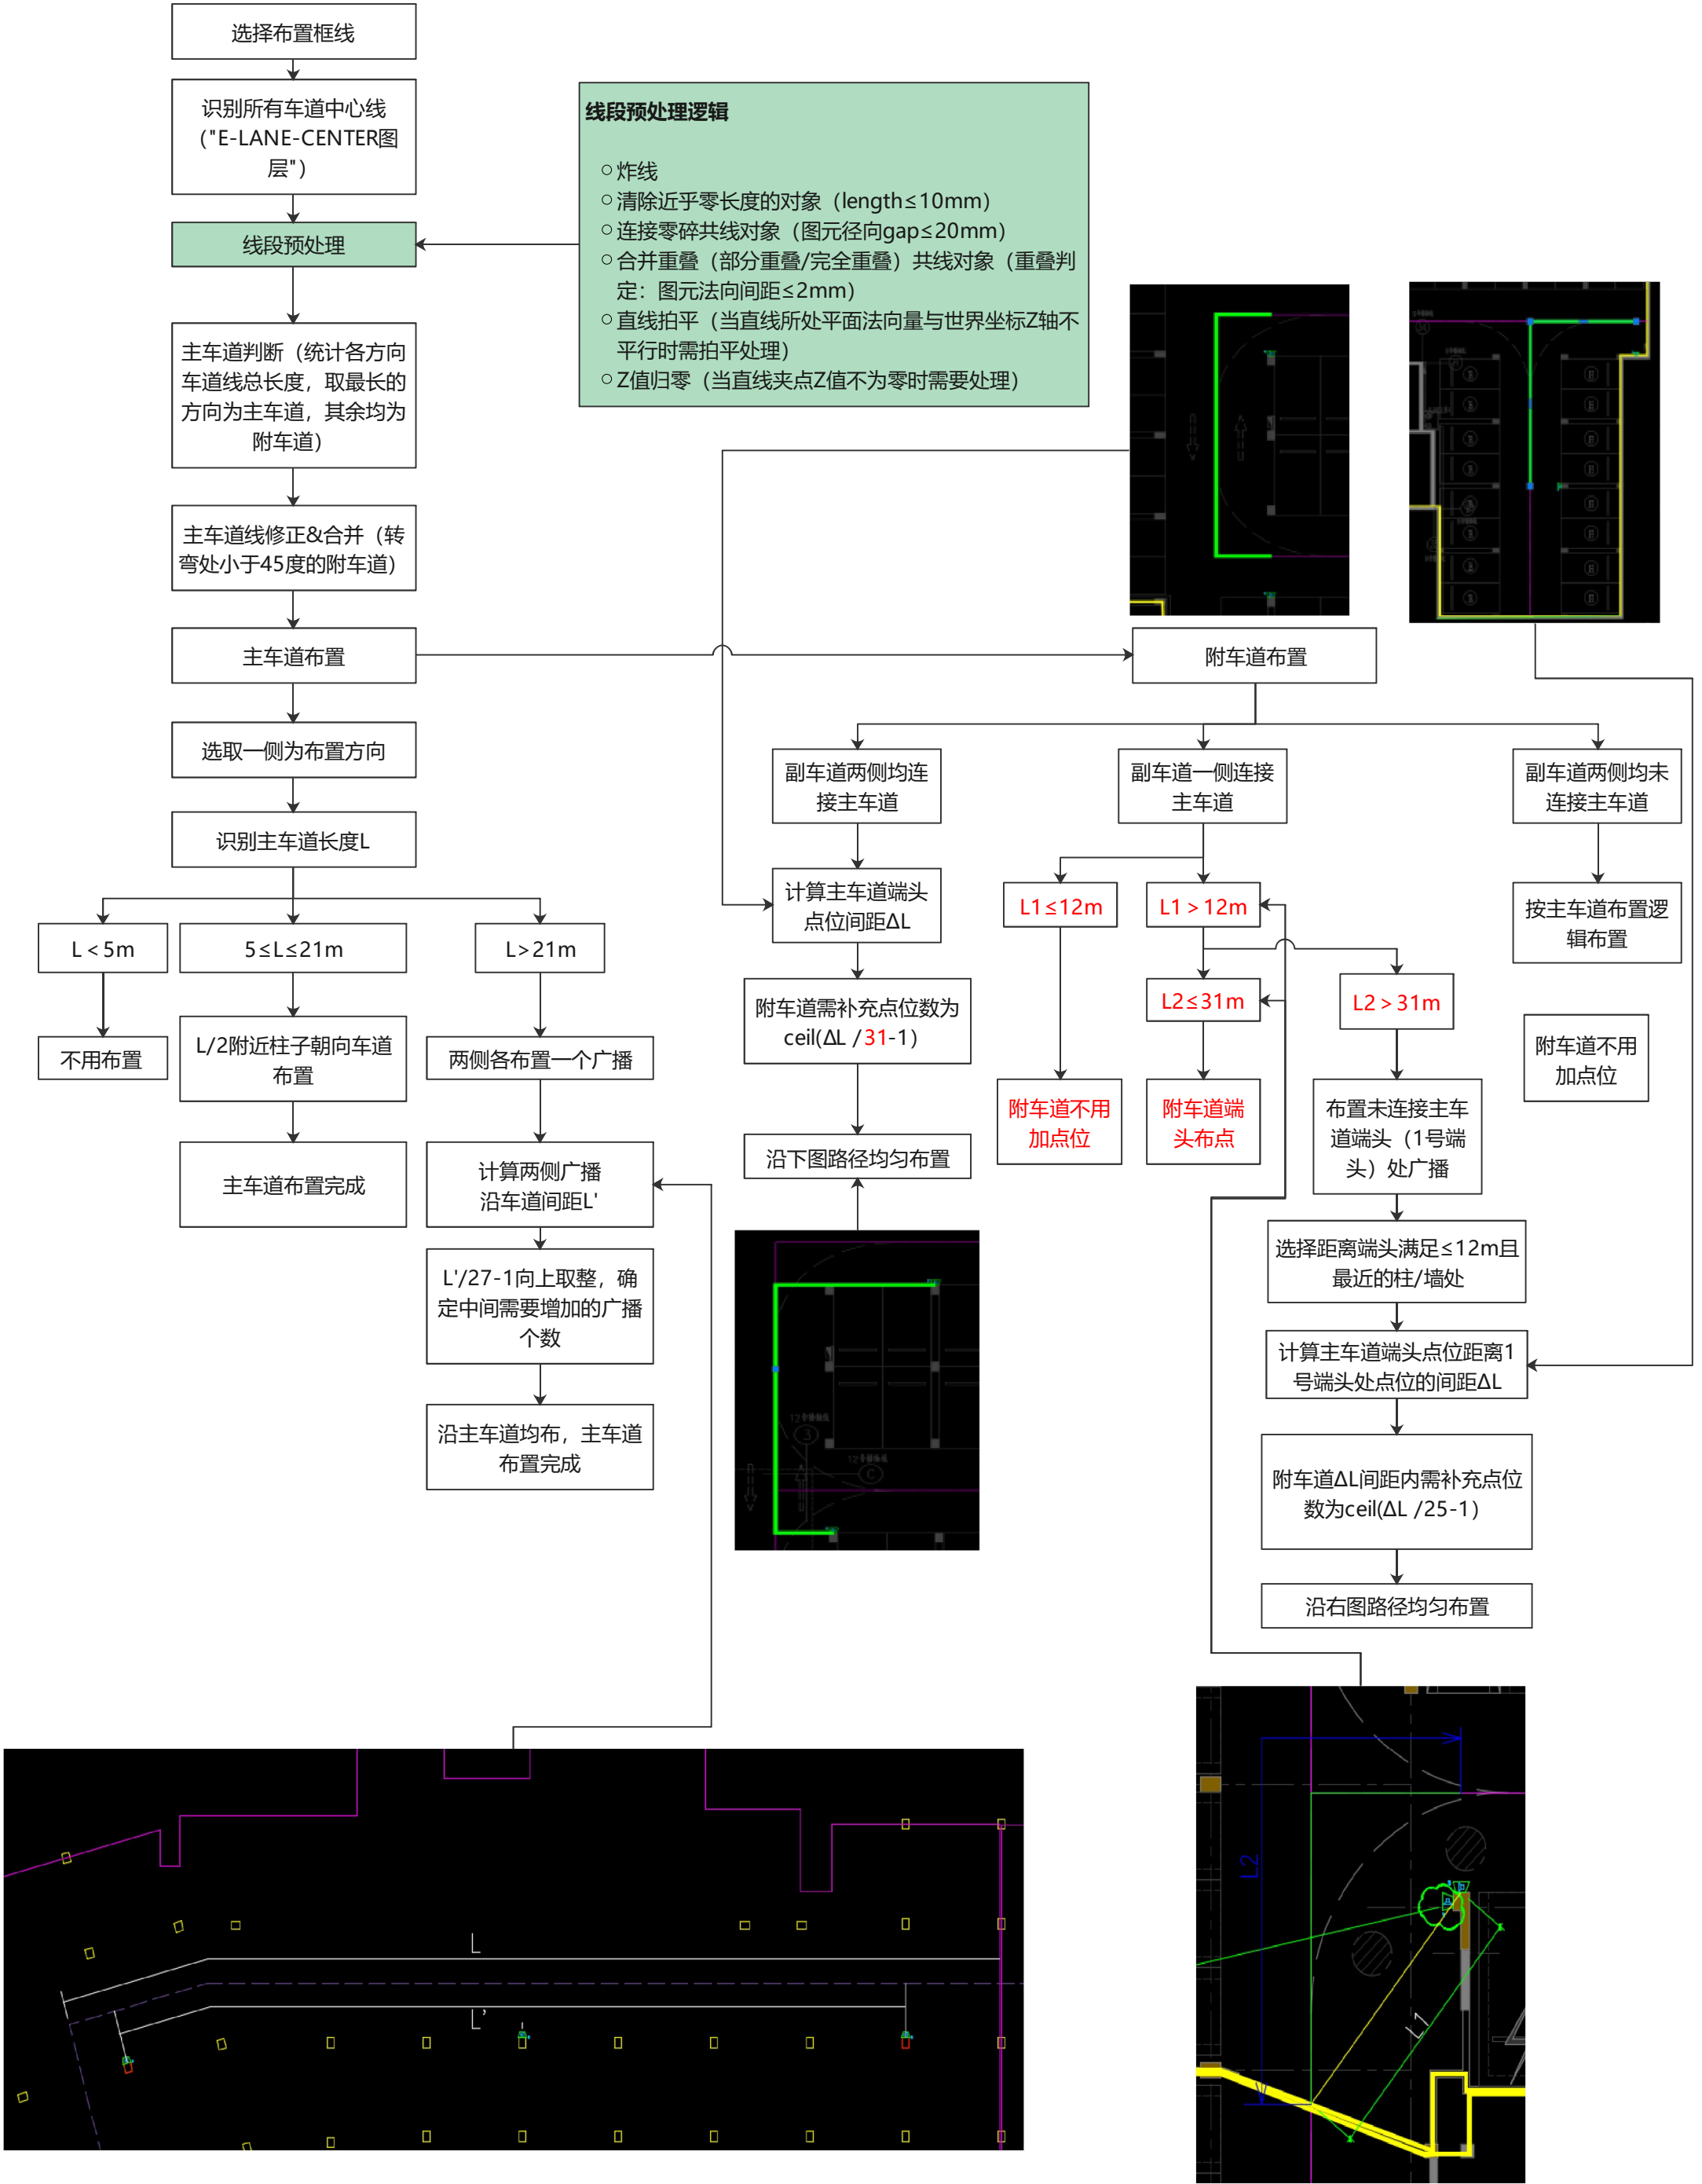 选择布置框线
识别所有车道中心线
（"E-LANE-CENTER图
层"）
线段预处理
线段预处理逻辑
炸线
清除近乎零长度的对象（length≤10mm）
连接零碎共线对象（图元径向gap≤20mm）
合并重叠（部分重叠/完全重叠）共线对象（重叠判
定：图元法向间距≤2mm）
直线拍平（当直线所处平面法向量与世界坐标Z轴不
平行时需拍平处理）
Z值归零（当直线夹点Z值不为零时需要处理）
主车道判断（统计各方向
车道线总长度，取最长的
方向为主车道，其余均为
附车道）
主车道线修正&合并（转
弯处小于45度的附车道）
主车道布置
选取一侧为布置方向
识别主车道长度L
L＜5m
5≤L≤21m
L>21m
不用布置
L/2附近柱子朝向车道
布置
主车道布置完成
两侧各布置一个广播
计算两侧广播
沿车道间距L'
L'/27-1向上取整，确
定中间需要增加的广播
个数
沿主车道均布，主车道
布置完成
附车道布置
副车道两侧均连
接主车道
计算主车道端头
点位间距ΔL
附车道需补充点位数为
ceil(ΔL /31-1）
沿下图路径均匀布置
副车道一侧连接
主车道
L1≤12m
附车道不用
加点位
L1＞12m
L2≤31m
附车道端
头布点
L2＞31m
布置未连接主车
道端头（1号端
头）处广播
选择距离端头满足≤12m且
最近的柱/墙处
计算主车道端头点位距离1
号端头处点位的间距ΔL
附车道ΔL间距内需补充点位
数为ceil(ΔL /25-1）
沿右图路径均匀布置
副车道两侧均未
连接主车道
按主车道布置逻
辑布置
附车道不用
加点位
3
C
L
L'
L2
L1